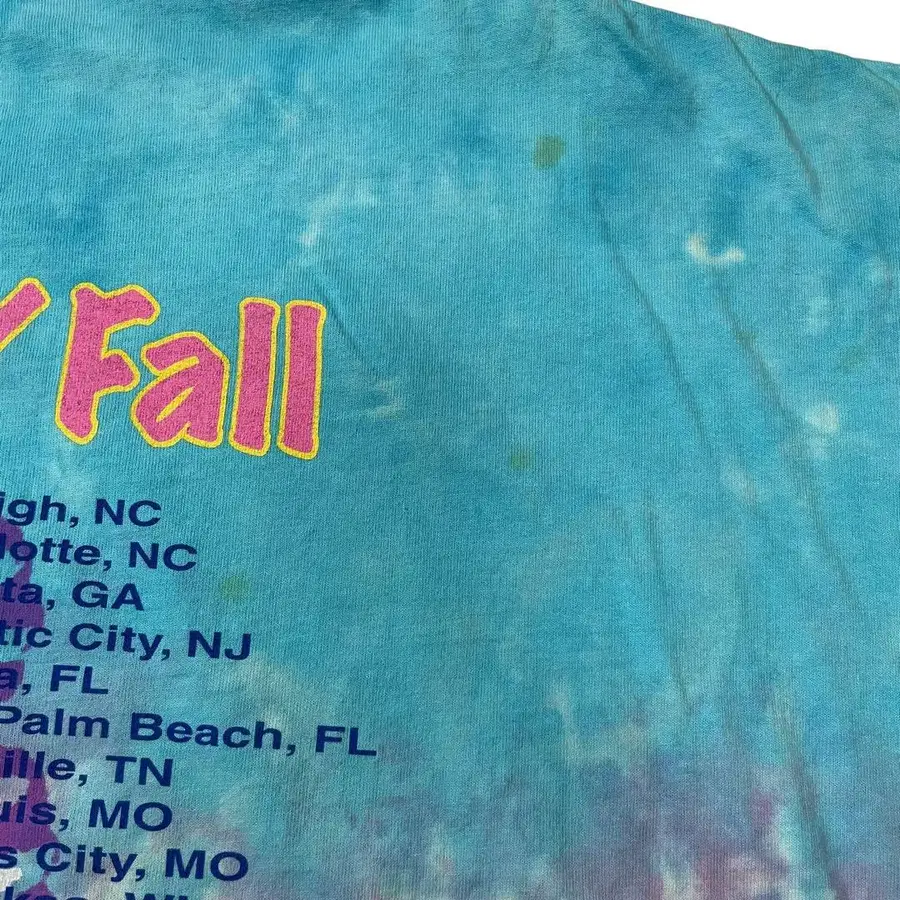 Fall
igh, NC
lotte, NC
ta, GA
tic City, NJ
a, FL
Palm Beach, FL
ille, TN
uis, MO
s City, MO